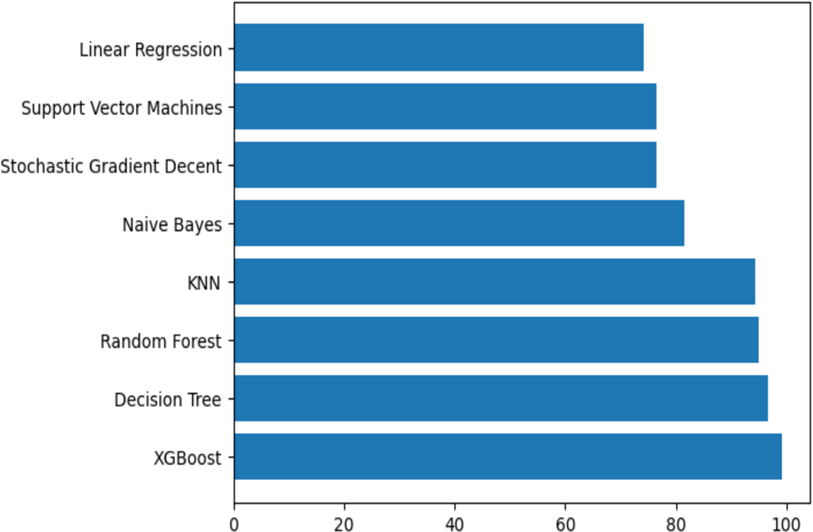 Linear Regression
Support Vector Machines
Stochastic Gradient Decent
Naive Bayes
KNN
Random Forest
Decision Tree
XGBoost
0 20 40 60 80 100